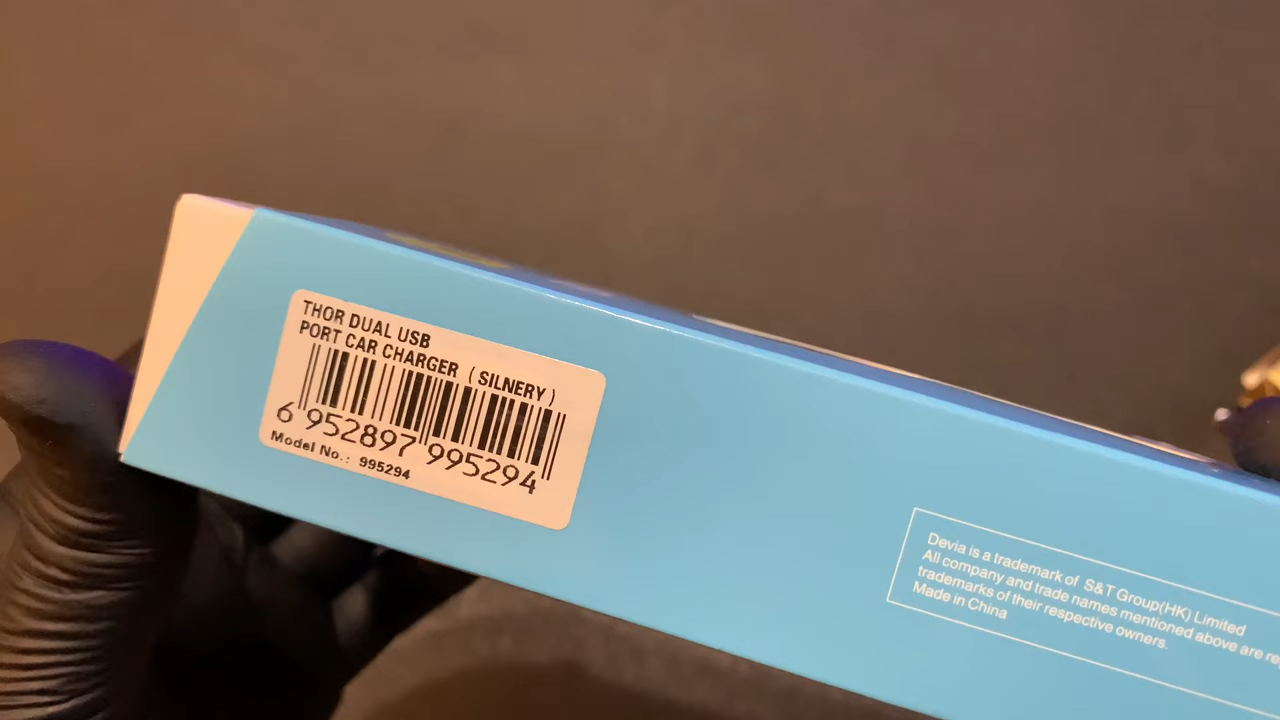 THOR DUAL USB
PORT CAR CHARGER (SILNERY)
6 952897 995294
Model No.: 995294
Devia is a trademark of S&T Group(HK) Limited
All company and trade names mentioned above are
trademarks of their respective owners.
Made in China